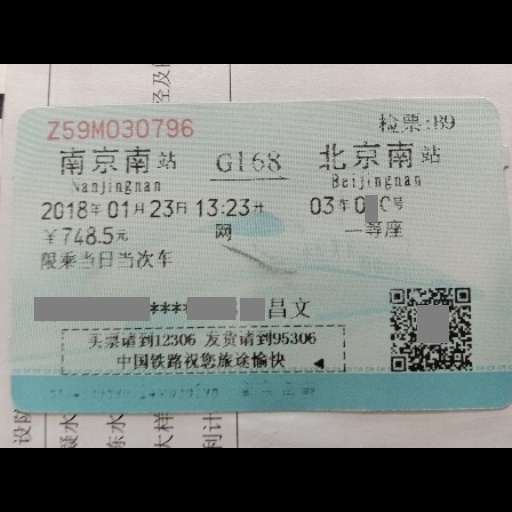 Z59M030796 检票:B9
南京南站 G168 北京南站
Nanjingnan Beijingnan
2018年01月23日13:23开 03车0 C号
￥748.5元 网 一等座
限乘当日当次车
*** 昌文
买票请到12306 发货请到95306
中国铁路祝您旅途愉快